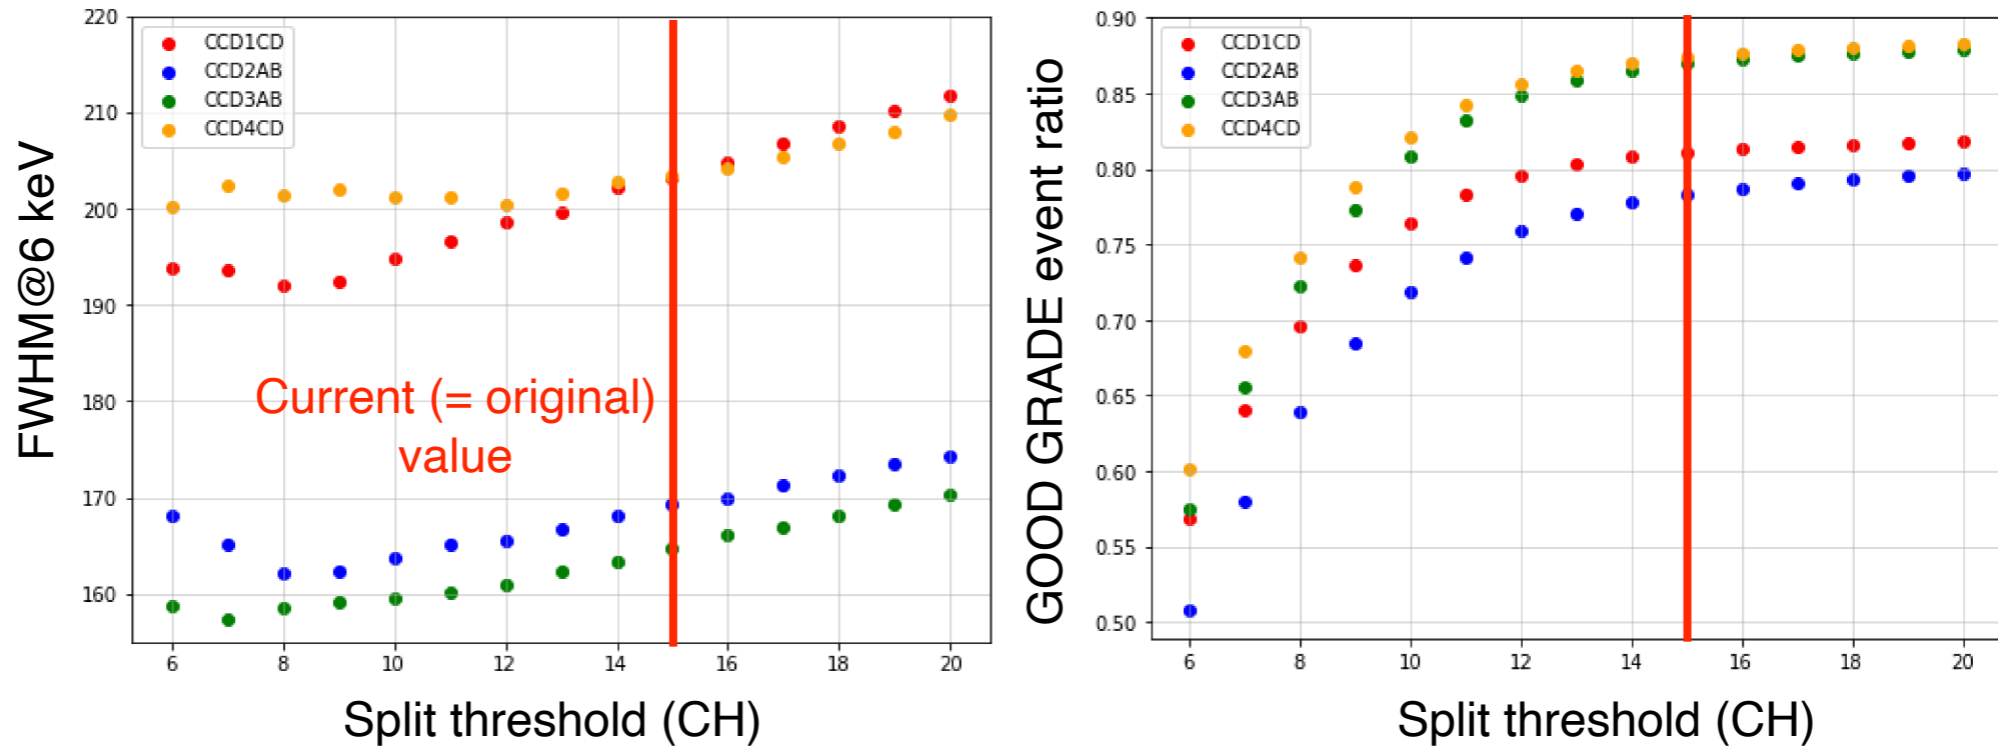 220
210
200
190
180
170
160
CCD1CD
CCD2AB
CCD3AB
CCD4CD
Current (= original)
value
6 8 10 12 14 16 18 20
FWHM@6 keV
Split threshold (CH)
0.90
0.85
0.80
0.75
0.70
0.65
0.60
0.55
0.50
CCD1CD
CCD2AB
CCD3AB
CCD4CD
6 8 10 12 14 16 18 20
GOOD GRADE event ratio
Split threshold (CH)